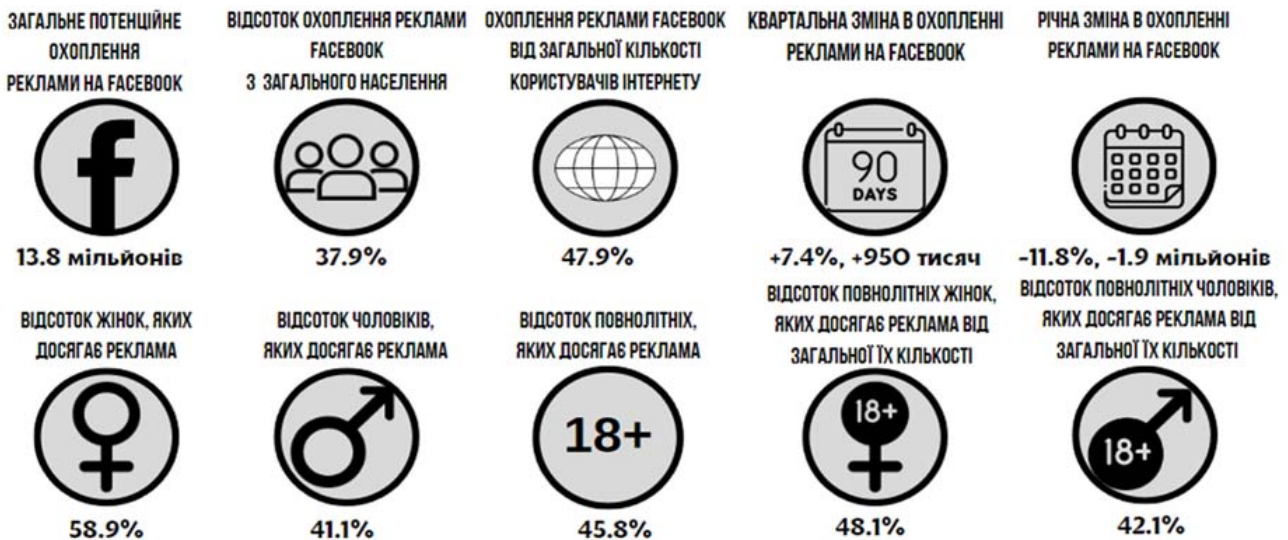 ЗАГАЛЬНЕ ПОТЕНЦІЙНЕ
ОХОПЛЕННЯ
РЕКЛАМИ НА FACEBOOK
13.8 мільйонів
ВІДСОТОК ОХОПЛЕННЯ РЕКЛАМИ
FACEBOOK
З ЗАГАЛЬНОГО НАСЕЛЕННЯ
37.9%
ОХОПЛЕННЯ РЕКЛАМИ FACEBOOK
ВІД ЗАГАЛЬНОЇ КІЛЬКОСТІ
КОРИСТУВАЧІВ ІНТЕРНЕТУ
47.9%
КВАРТАЛЬНА ЗМІНА В ОХОПЛЕННІ
РЕКЛАМИ НА FACEBOOK
90
DAYS
+7.4%, +950 тисяч
РІЧНА ЗМІНА В ОХОПЛЕННІ
РЕКЛАМИ НА FACEBOOK
-11.8%, -1.9 мільйонів
ВІДСОТОК ЖІНОК, ЯКИХ
ДОСЯГАЄ РЕКЛАМА
58.9%
ВІДСОТОК ЧОЛОВІКІВ,
ЯКИХ ДОСЯГАЄ РЕКЛАМА
41.1%
ВІДСОТОК ПОВНОЛІТНІХ,
ЯКИХ ДОСЯГАЄ РЕКЛАМА
18+
45.8%
ВІДСОТОК ПОВНОЛІТНІХ ЖІНОК,
ЯКИХ ДОСЯГАЄ РЕКЛАМА ВІД
ЗАГАЛЬНОЇ ЇХ КІЛЬКОСТІ
18+
48.1%
ВІДСОТОК ПОВНОЛІТНІХ ЧОЛОВІКІВ,
ЯКИХ ДОСЯГАЄ РЕКЛАМА ВІД
ЗАГАЛЬНОЇ ЇХ КІЛЬКОСТІ
18+
42.1%